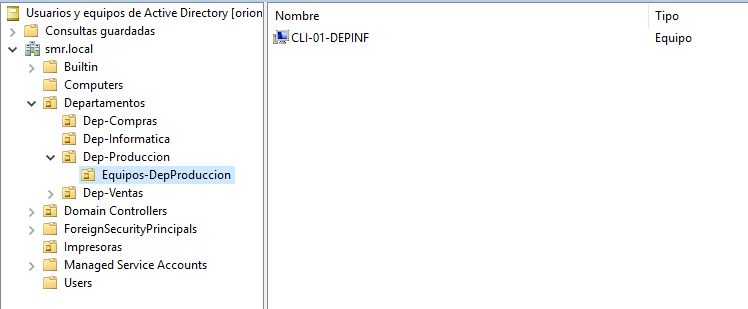 Usuarios y equipos de Active Directory [orion
Consultas guardadas
smr.local
Builtin
Computers
Departamentos
Dep-Compras
Dep-Informatica
Dep-Produccion
Equipos-DepProduccion
Dep-Ventas
Domain Controllers
ForeignSecurityPrincipals
Impresoras
Managed Service Accounts
Users
Nombre Tipo
CLI-01-DEPINF Equipo